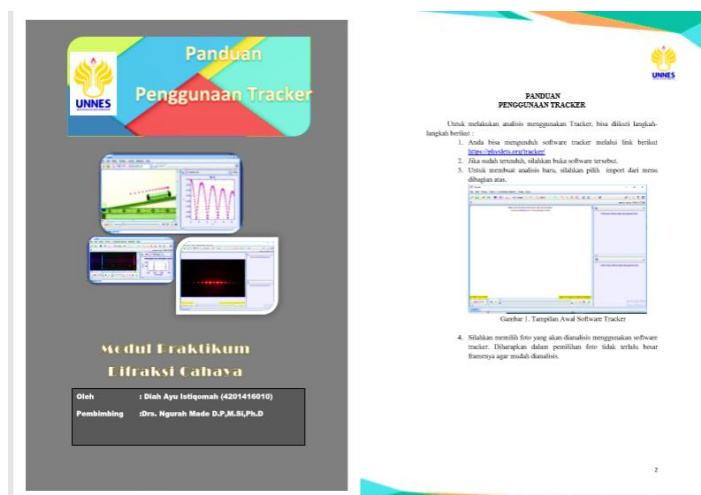 Panduan
Penggunaan Tracker
UNNES
Modul Praktikum
Difraksi Cahaya
Oleh : Diah Ayu Istiqomah (4201416010)
Pembimbing :Drs. Ngurah Made D.P,M.Si,Ph.D
UNNES
PANDUAN
PENGGUNAAN TRACKER
Untuk melakukan analisis menggunakan Tracker, bisa diikuti langkah-
langkah berikut :
1. Anda bisa mengunduh software tracker melalui link berikut
https://physlets.org/tracker/
2. Jika sudah terunduh, silahkan buka software tersebut.
3. Untuk membuat analisis baru, silahkan pilih import dari menu
dibagian atas.
Gambar 1. Tampilan Awal Software Tracker
4. Silahkan memilih foto yang akan dianalisis menggunakan software
tracker. Diharapkan dalam pemilihan foto tidak terlalu besar
framenya agar mudah dianalisis.
2